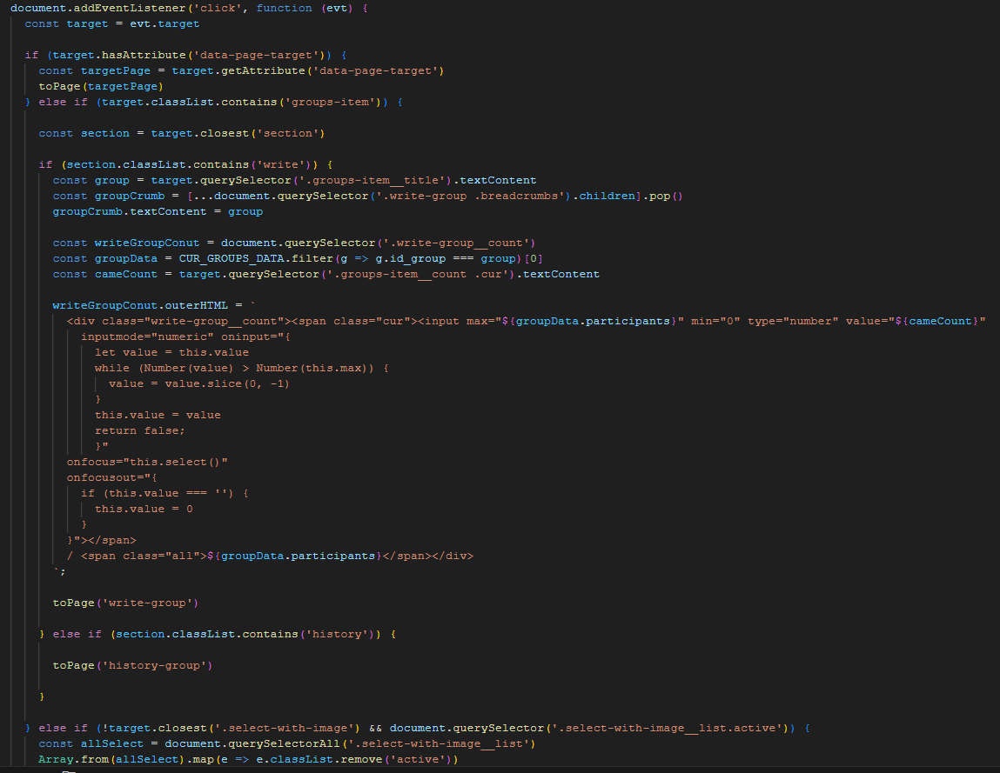 document.addEventListener('click', function (evt) {
const target = evt.target
if (target.hasAttribute('data-page-target')) {
const targetPage = target.getAttribute('data-page-target')
toPage(targetPage)
} else if (target.classList.contains('groups-item')) {
const section = target.closest('section')
if (section.classList.contains('write')) {
const group = target.querySelector('.groups-item__title').textContent
const groupCrumb = [...document.querySelector('.write-group .breadcrumbs').children].pop()
groupCrumb.textContent = group
const writeGroupConut = document.querySelector('.write-group__count')
const groupData = CUR_GROUPS_DATA.filter(g => g.id_group === group)[0]
const cameCount = target.querySelector('.groups-item__count .cur').textContent
writeGroupConut.outerHTML = `
<div class="write-group__count"><span class="cur"><input max="${groupData.participants}" min="0" type="number" value="${cameCount}"
inputmode="numeric" oninput="{
let value = this.value
while (Number(value) > Number(this.max)) {
value = value.slice(0, -1)
}
this.value = value
return false;
}"
onfocus="this.select()"
onfocusout="{
if (this.value === '') {
this.value = 0
}
}"></span>
/ <span class="all">${groupData.participants}</span></div>
`;
toPage('write-group')
} else if (section.classList.contains('history')) {
toPage('history-group')
}
} else if (!target.closest('.select-with-image') && document.querySelector('.select-with-image__list.active')) {
const allSelect = document.querySelectorAll('.select-with-image__list')
Array.from(allSelect).map(e => e.classList.remove('active'))